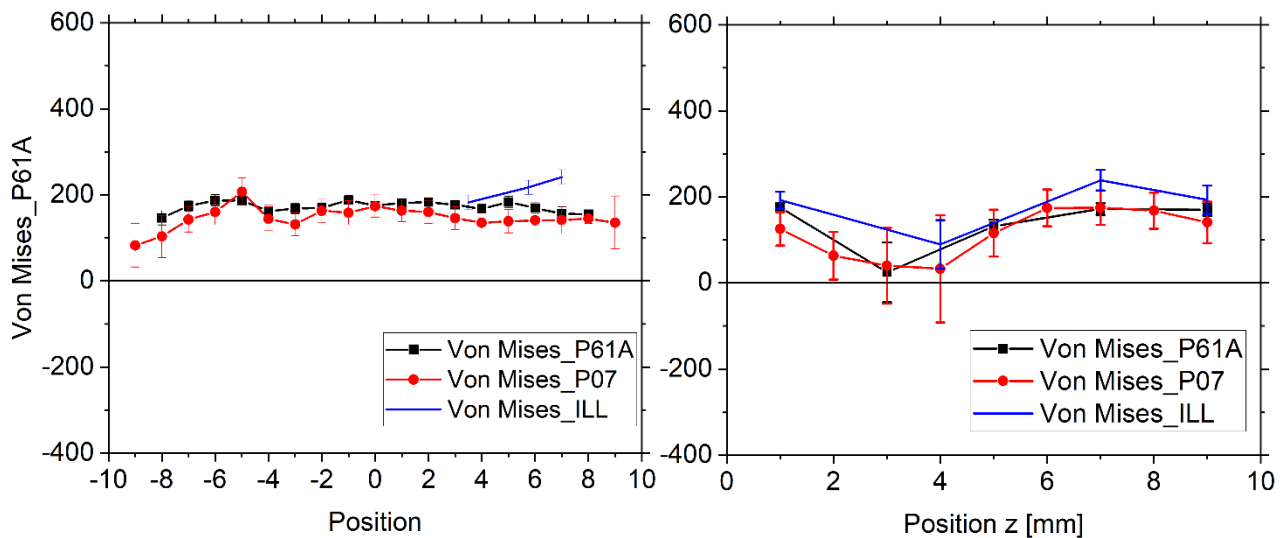 600
400
200
0
-200
-400
-10 -8 -6 -4 -2 0 2 4 6 8 10
Von Mises_P61A
Position
Von Mises_P61A
Von Mises_P07
Von Mises_ILL
600
400
200
0
-200
-400
0 2 4 6 8 10
Position z [mm]
Von Mises_P61A
Von Mises_P07
Von Mises_ILL